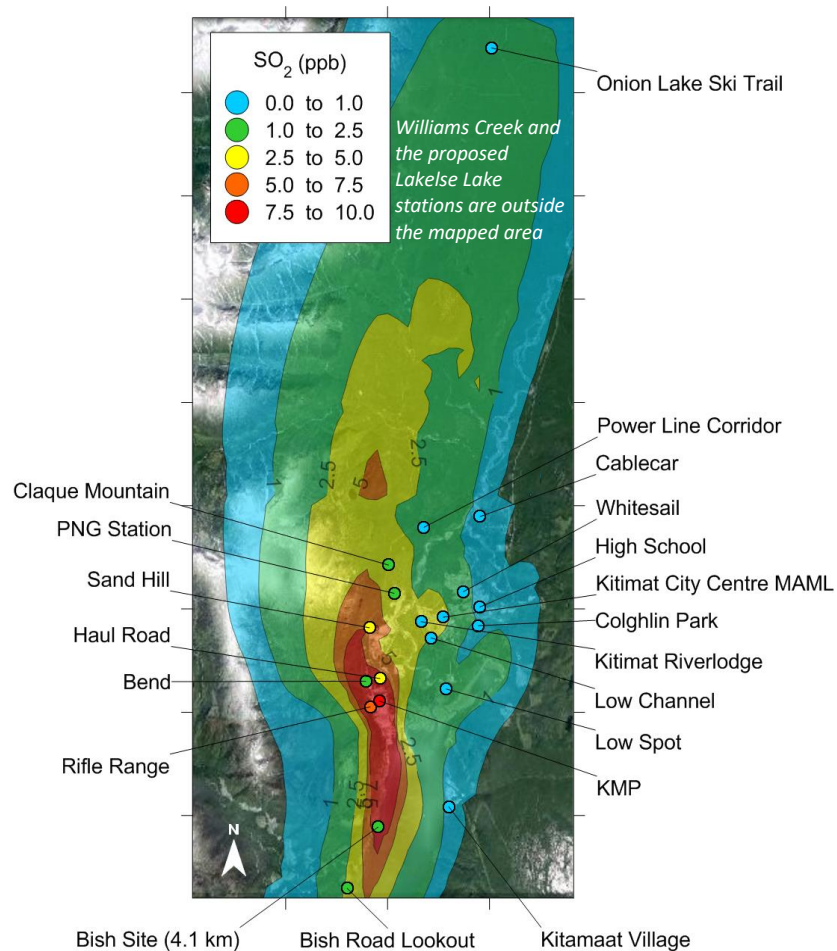 SO2 (ppb)
0.0 to 1.0
1.0 to 2.5
2.5 to 5.0
5.0 to 7.5
7.5 to 10.0
Williams Creek and
the proposed
Lakelse Lake
stations are outside
the mapped area
Onion Lake Ski Trail
Power Line Corridor
Cablecar
Whitesail
High School
Kitimat City Centre MAML
Colghlin Park
Kitimat Riverlodge
Low Channel
Low Spot
KMP
Claque Mountain
PNG Station
Sand Hill
Haul Road
Bend
Rifle Range
1
2.5
2.5
5
1
1
5
1
2.5
1
2.5
N
Bish Site (4.1 km)
Bish Road Lookout
Kitamaat Village